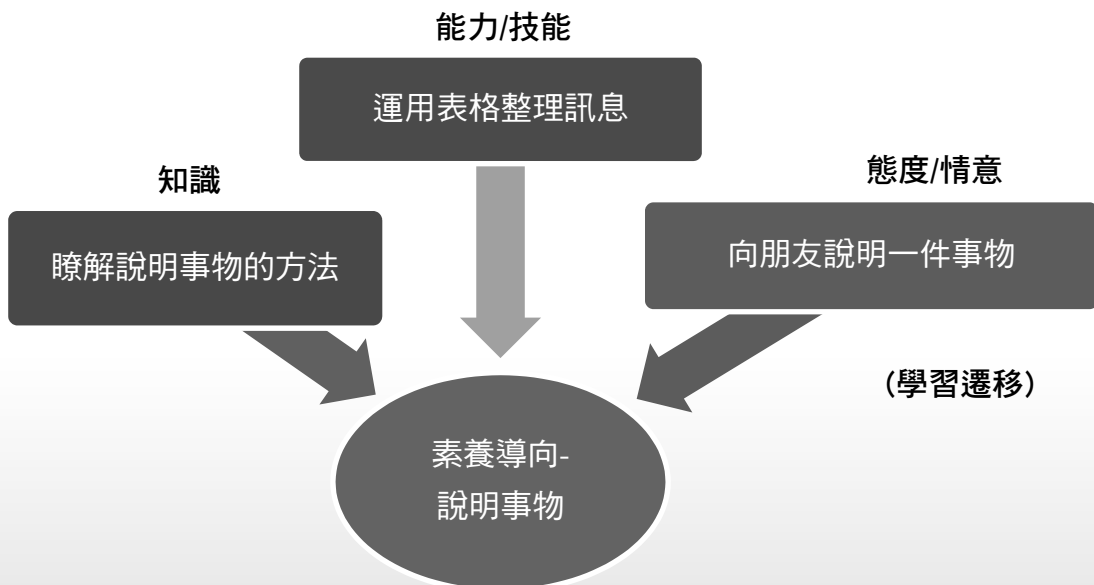 能力/技能
運用表格整理訊息
知識
瞭解說明事物的方法
態度/情意
向朋友說明一件事物
(學習遷移)
素養導向-
說明事物